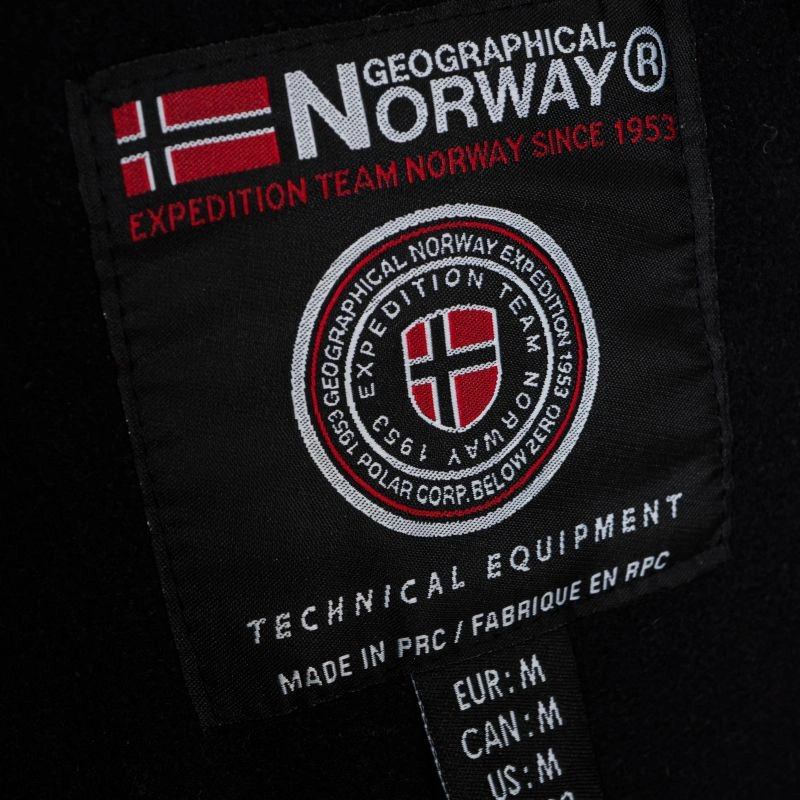 GEOGRAPHICAL
NORWAY ®
EXPEDITION TEAM NORWAY SINCE 1953
GEOGRAPHICAL NORWAY EXPEDITION 1953
1953 POLAR CORP. BELOW ZERO
EXPEDITION TEAM NORWAY 1953
TECHNICAL EQUIPMENT
MADE IN PRC / FABRIQUE EN RPC
EUR: M
CAN: M
US: M